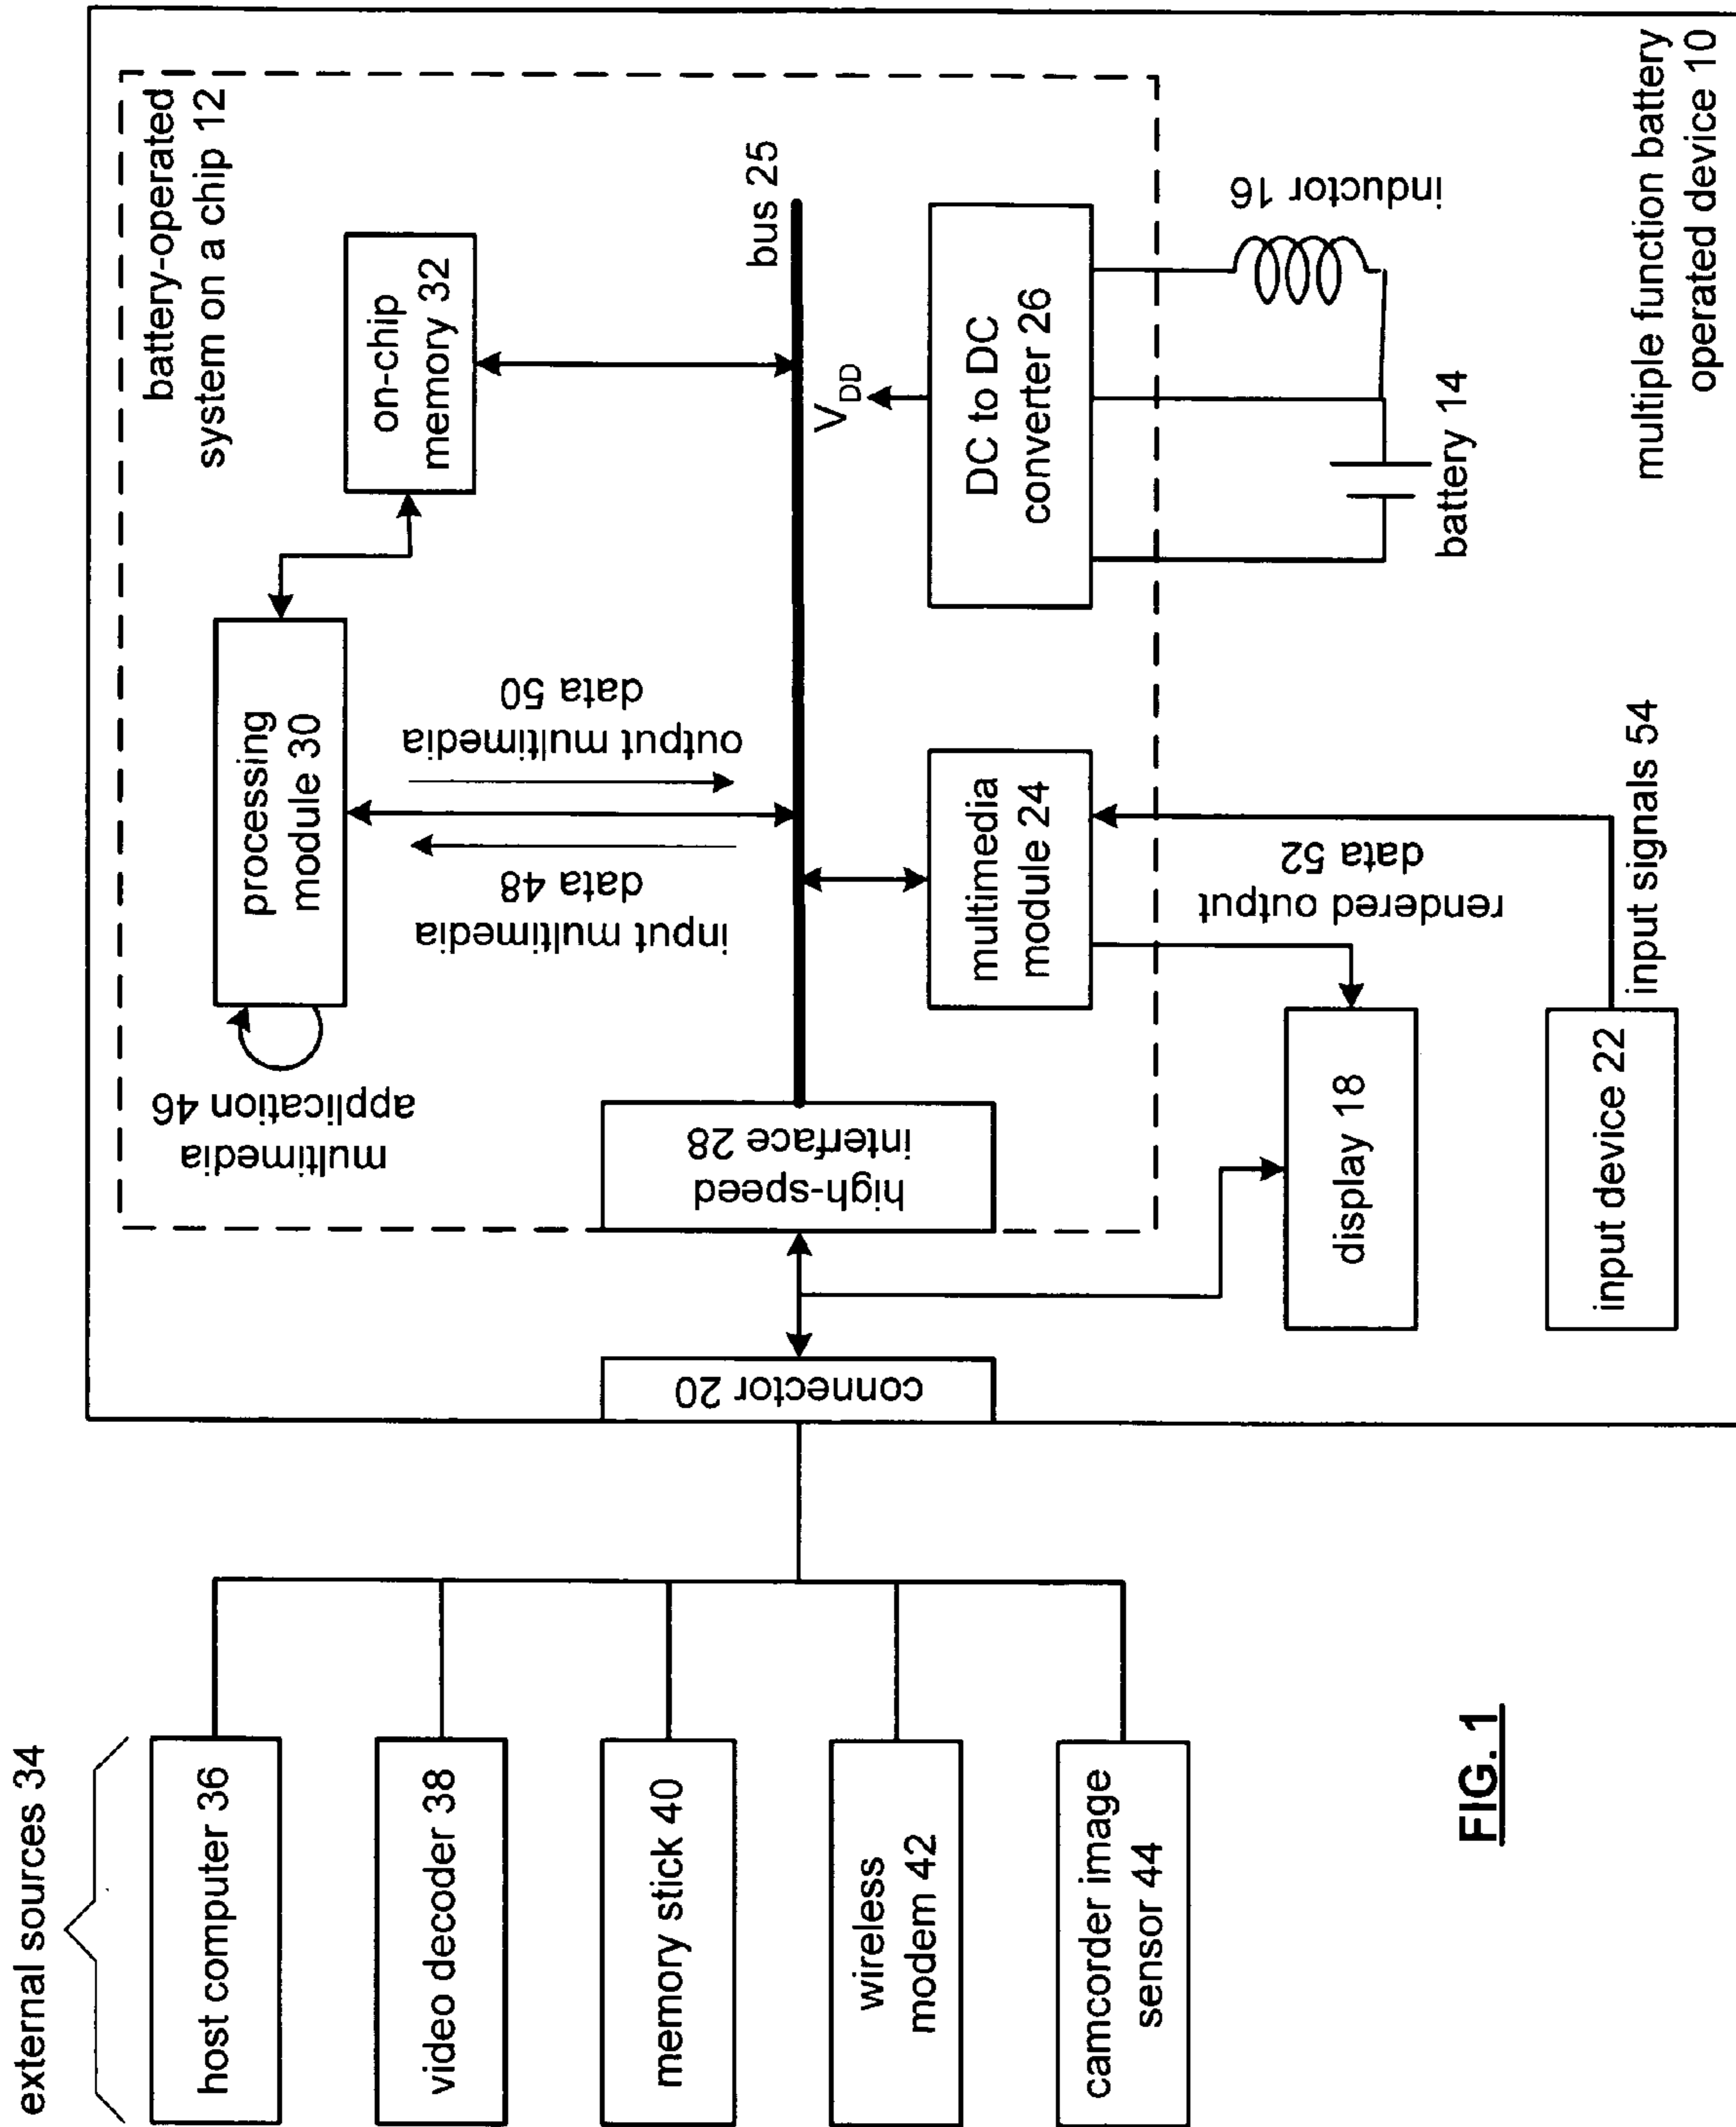 external sources 34
host computer 36
video decoder 38
memory stick 40
wireless
modem 42
camcorder image
sensor 44
connector 20
high-speed
interface 28
multimedia
application 46
processing
module 30
input multimedia
data 48
output multimedia
data 50
battery-operated
system on a chip 12
on-chip
memory 32
bus 25
multimedia
module 24
V DD
DC to DC
converter 26
inductor 16
battery 14
rendered output
data 52
display 18
input device 22
input signals 54
multiple function battery
operated device 10
FIG. 1